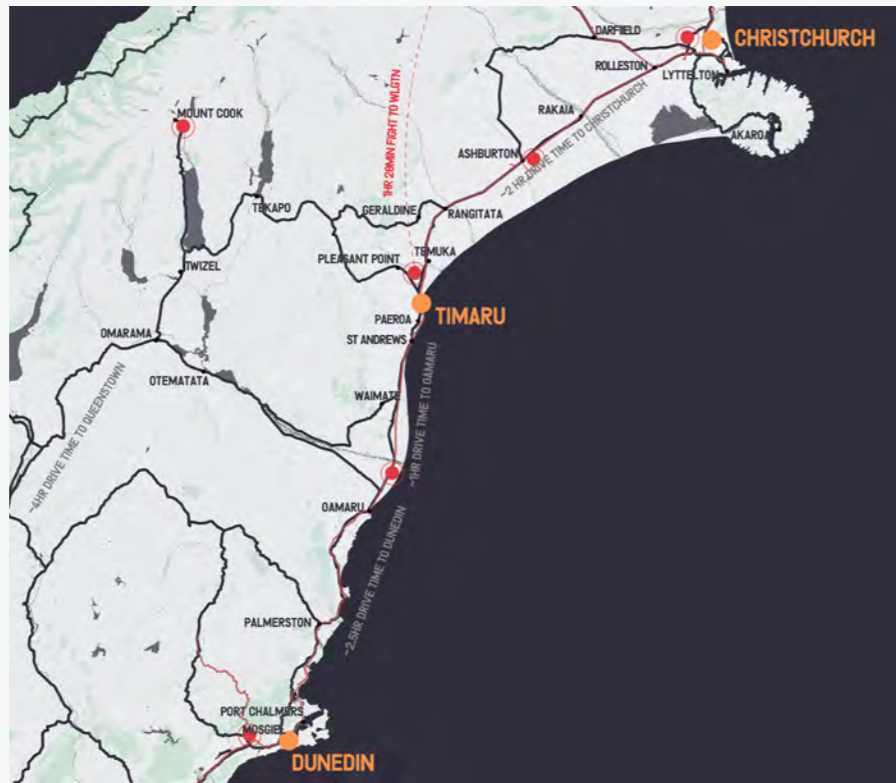 CHRISTCHURCH
DARFIELD
ROLLESTON
LYTTELTON
MOUNT COOK
RAKAIA
AKAROA
1HR 28MIN FIGHT TO WLGTN
ASHBURTON
~2 HR DRIVE TIME TO CHRISTCHURCH
TEKAPO
GERALDINE
RANGITATA
PLEASANT POINT
TEMUKA
TWIZEL
TIMARU
PAEROA
ST ANDREWS
OMARAMA
OTEMATATA
WAIMATE
~4HR DRIVE TIME TO QUEENSTOWN
~1HR DRIVE TIME TO OAMARU
OAMARU
~2.5HR DRIVE TIME TO DUNEDIN
PALMERSTON
PORT CHALMERS
MOSGIEL
DUNEDIN